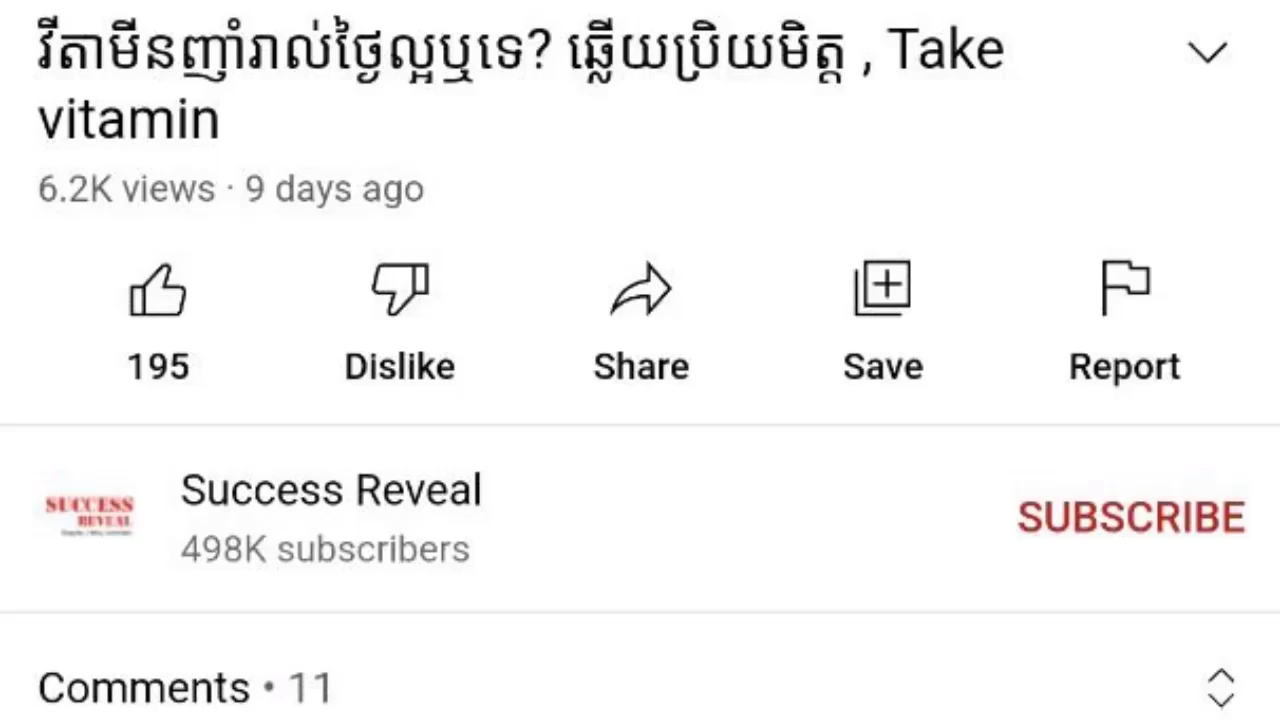 វីតាមីនញ៉ាំរាល់ថ្ងៃល្អឬទេ? ឆ្លើយប្រិយមិត្ត , Take
vitamin
6.2K views · 9 days ago
195 Dislike Share Save Report
SUCCESS
REVEAL
Success Reveal
498K subscribers
SUBSCRIBE
Comments • 11